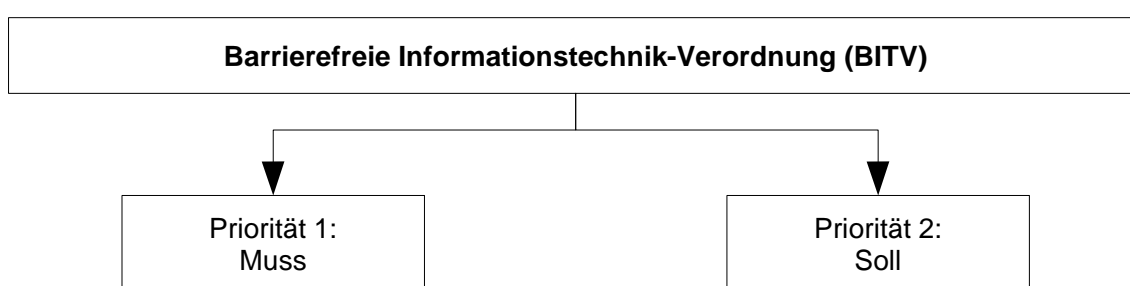 Barrierefreie Informationstechnik-Verordnung (BITV)
Priorität 1:
Muss
Priorität 2:
Soll